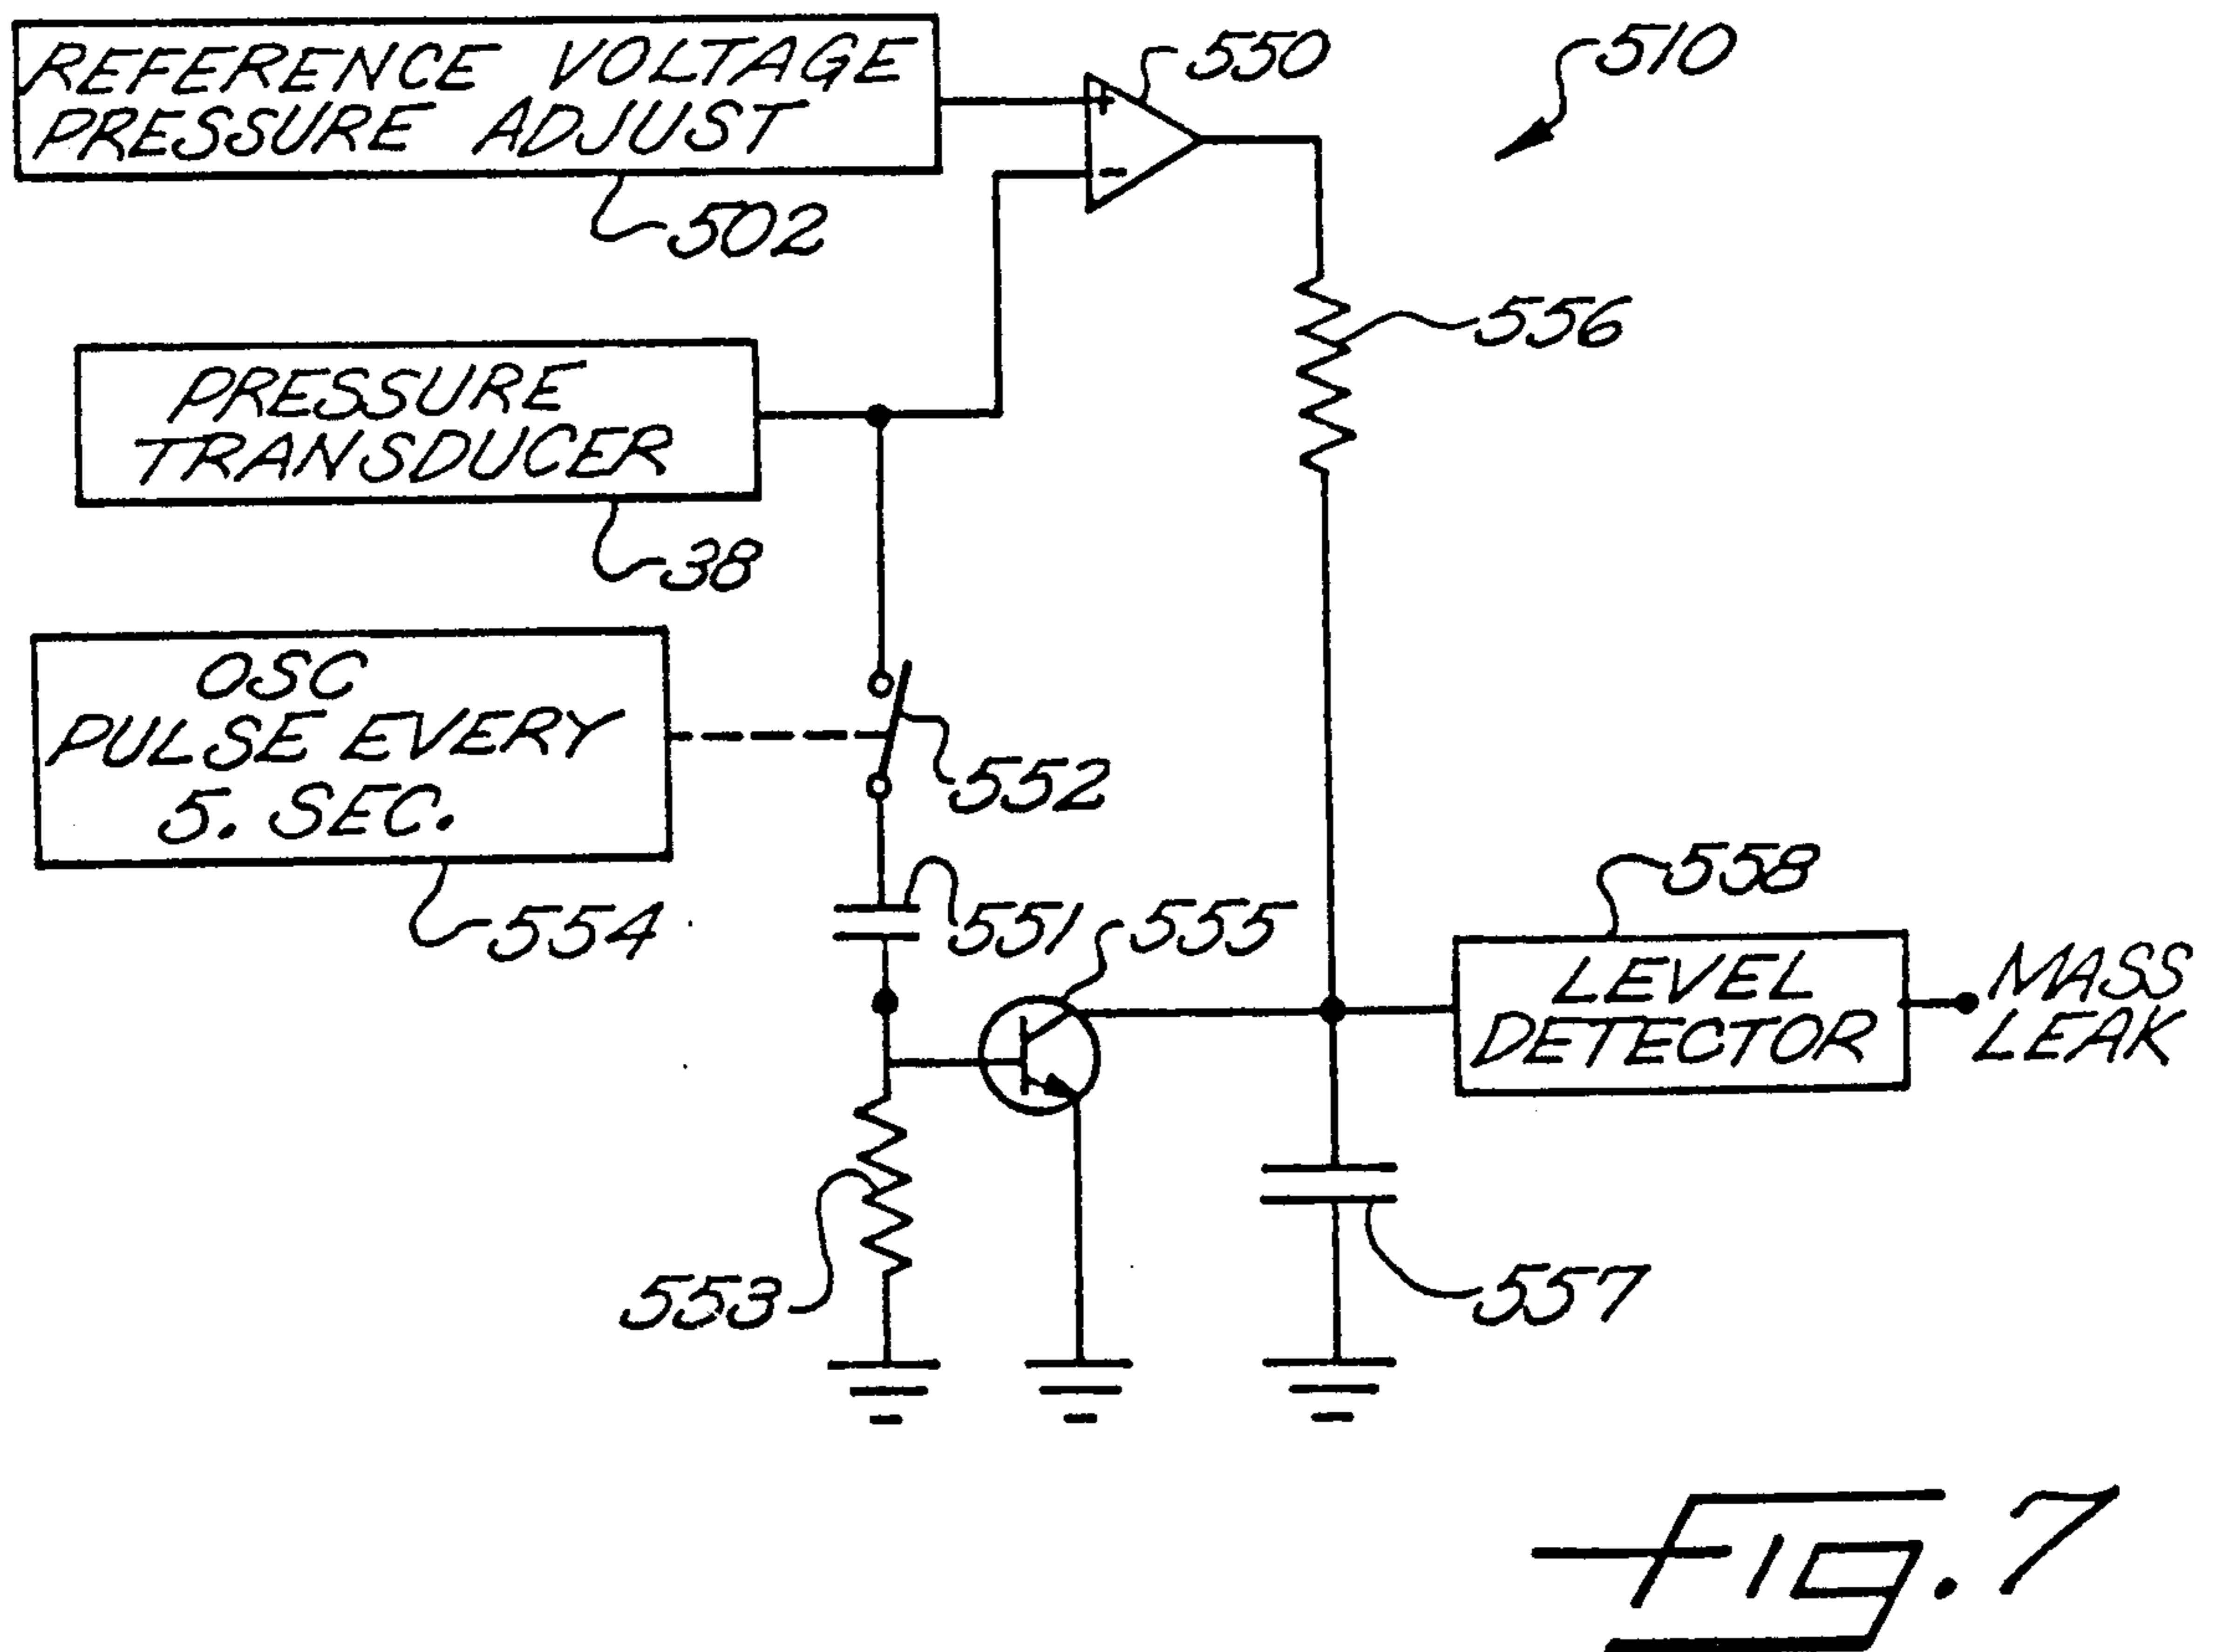 REFERENCE VOLTAGE
PRESSURE ADJUST
502
+
-
550
510
556
PRESSURE
TRANSDUCER
38
OSC
PULSE EVERY
5. SEC.
554
552
551
555
558
LEVEL
DETECTOR
MASS
LEAK
553
557
Fig. 7